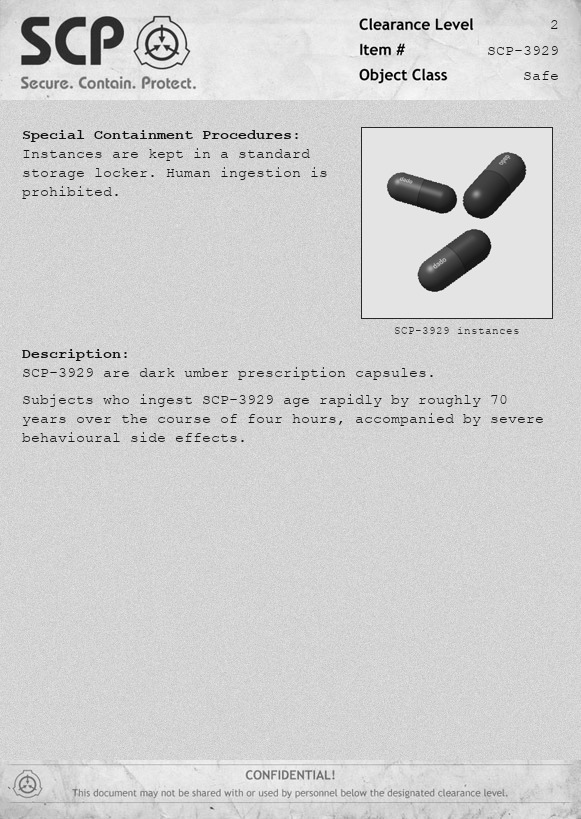 SCP
Secure. Contain. Protect.
Clearance Level 2
Item # SCP-3929
Object Class Safe
Special Containment Procedures:
Instances are kept in a standard
storage locker. Human ingestion is
prohibited.
dado
dado
dado
SCP-3929 instances
Description:
SCP-3929 are dark umber prescription capsules.
Subjects who ingest SCP-3929 age rapidly by roughly 70
years over the course of four hours, accompanied by severe
behavioural side effects.
CONFIDENTIAL!
This document may not be shared with or used by personnel below the designated clearance level.